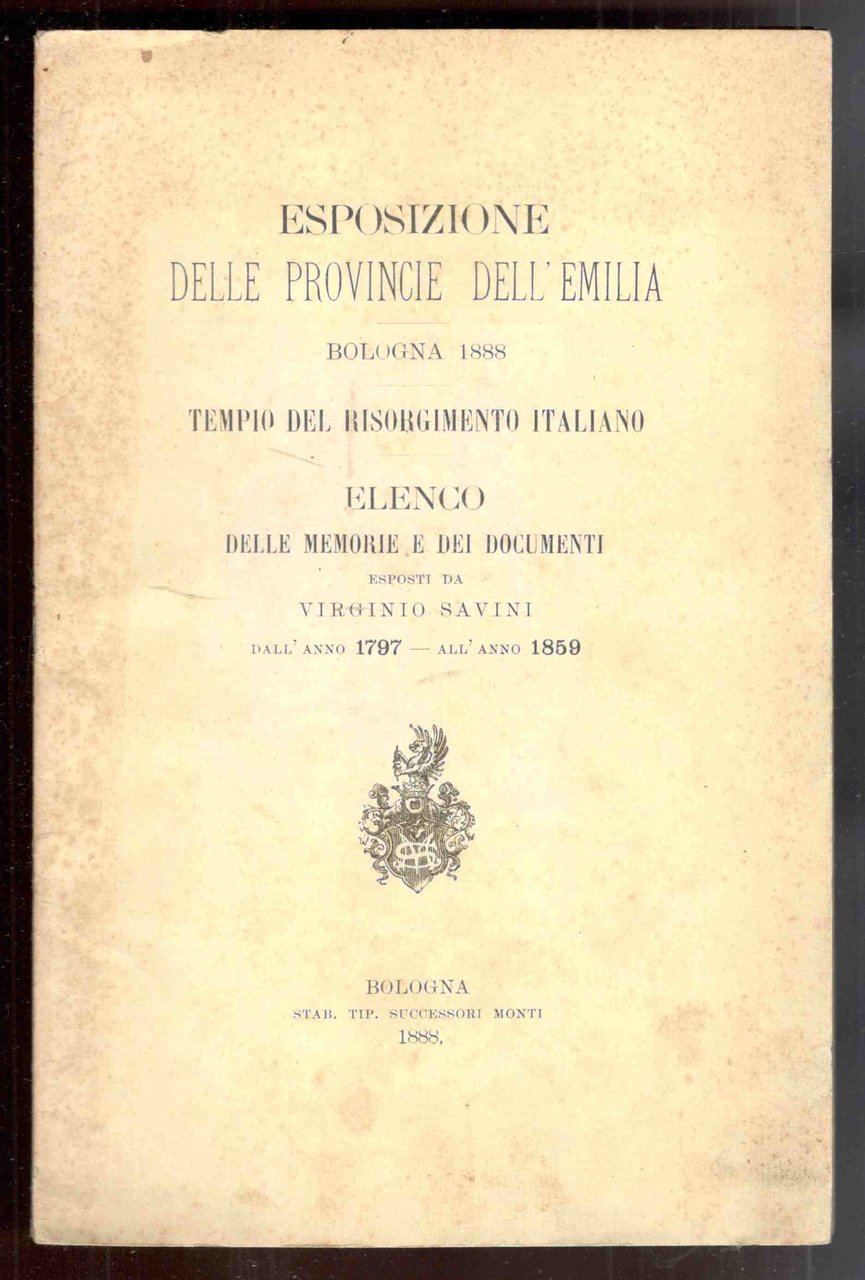 ESPOSIZIONE
DELLE PROVINCIE DELL'EMILIA
BOLOGNA 1888
TEMPIO DEL RISORGIMENTO ITALIANO
ELENCO
DELLE MEMORIE E DEI DOCUMENTI
ESPOSTI DA
VIRGINIO SAVINI
DALL'ANNO 1797 — ALL'ANNO 1859
BOLOGNA
STAB. TIP. SUCCESSORI MONTI
1888.